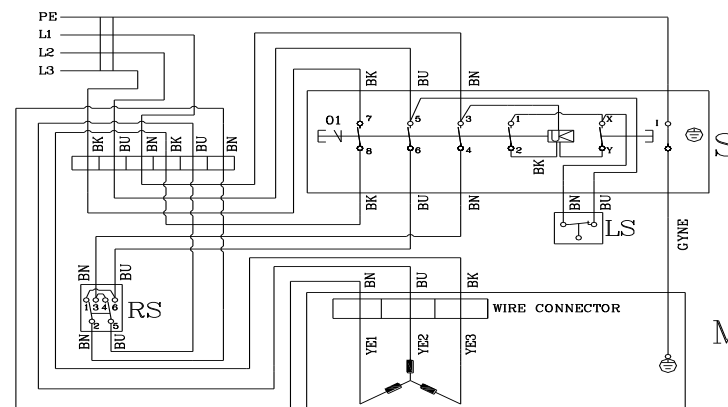 PE
L1
L2
L3
BK BU BN
01 7 5 3 1 X I
BK BU BN BK BU BN
8 6 4 2 Y
BK
S
BK BU BN BN BU
LS
GYNE
BN BU
BN BU BK
1 3 4 6
RS
WIRE CONNECTOR
2 5
BN BU
YE1 YE2 YE3
M